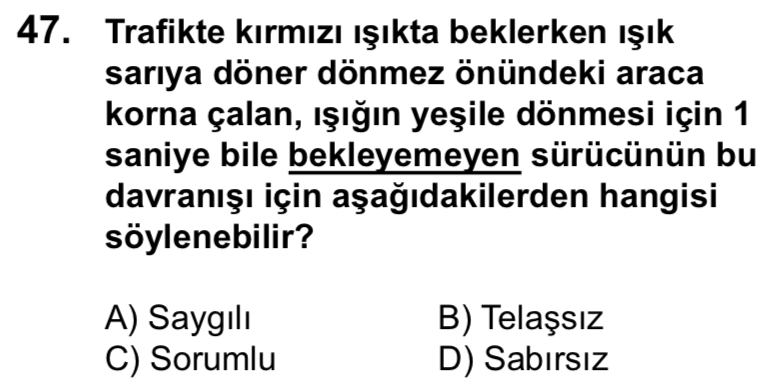 47. Trafikte kırmızı ışıkta beklerken ışık
sarıya döner dönmez önündeki araca
korna çalan, ışığın yeşile dönmesi için 1
saniye bile bekleyemeyen sürücünün bu
davranışı için aşağıdakilerden hangisi
söylenebilir?
A) Saygılı B) Telaşsız
C) Sorumlu D) Sabırsız